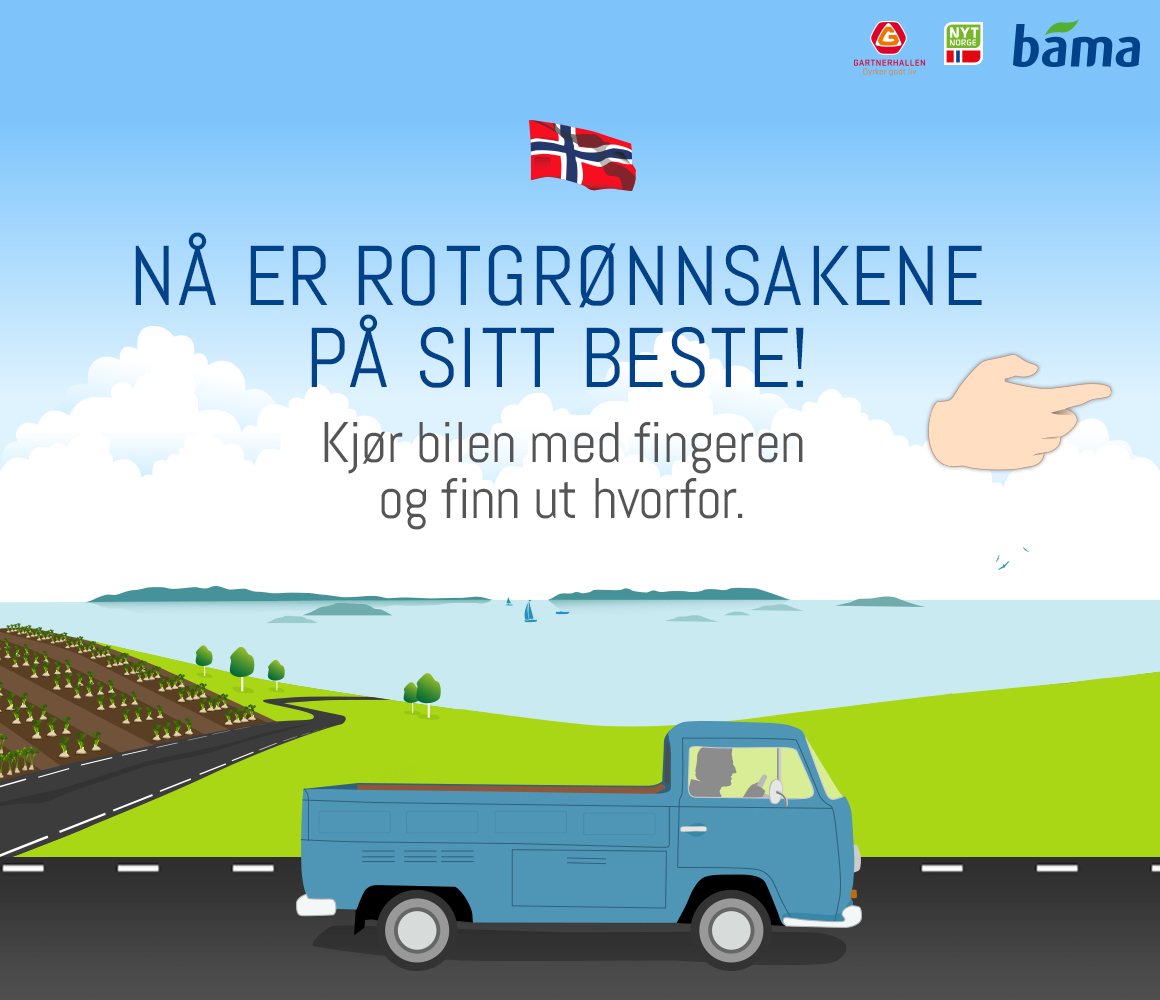 GARTNERHALLEN
Dyrker godt liv
NYT
NORGE
bama
NÅ ER ROTGRØNNSAKENE
PÅ SITT BESTE!
Kjør bilen med fingeren
og finn ut hvorfor.